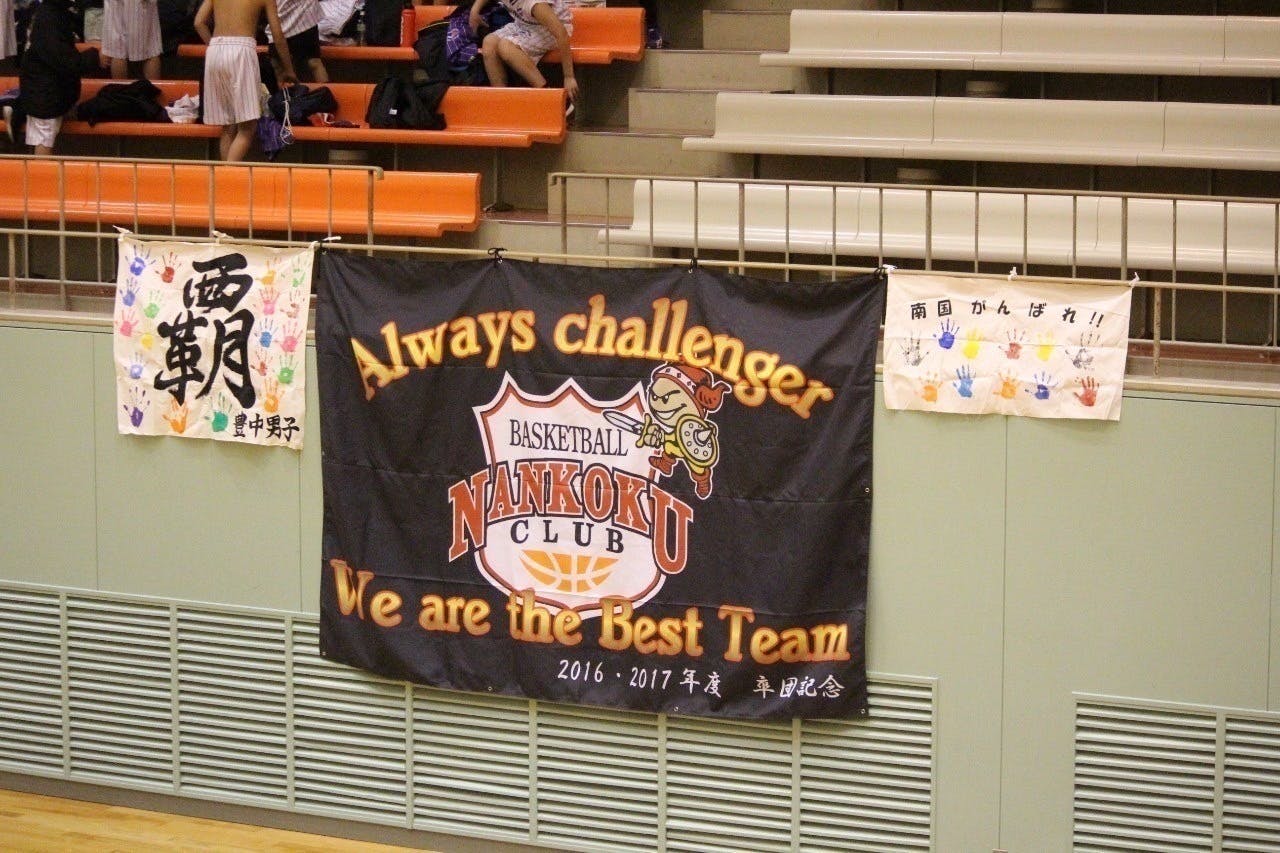 覇
豊中男子
Always challenger
BASKETBALL
NANKOKU
CLUB
We are the Best Team
2016・2017年度 卒団記念
南国がんばれ!!